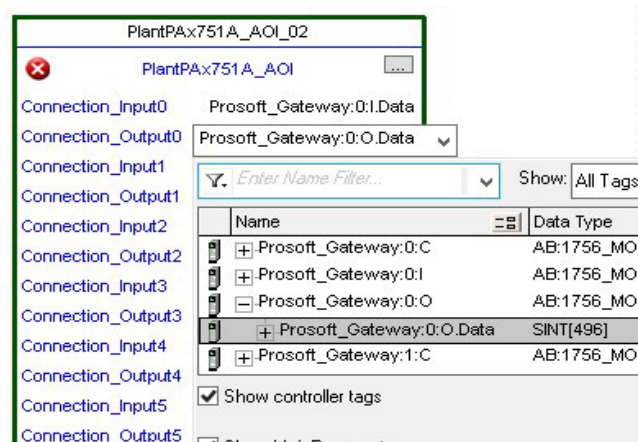 PlantPAx751A_AOI_02
PlantPAx751A_AOI ...
Connection_Input0 Prosoft_Gateway:0:I.Data
Connection_Output0 Prosoft_Gateway:0:O.Data
Connection_Input1
Connection_Output1
Connection_Input2
Connection_Output2
Connection_Input3
Connection_Output3
Connection_Input4
Connection_Output4
Connection_Input5
Connection_Output5
Enter Name Filter... Show: All Tags
Name Data Type
Prosoft_Gateway:0:C AB:1756_MO
Prosoft_Gateway:0:I AB:1756_MO
Prosoft_Gateway:0:O AB:1756_MO
Prosoft_Gateway:0:O.Data SINT[496]
Prosoft_Gateway:1:C AB:1756_MO
Show controller tags